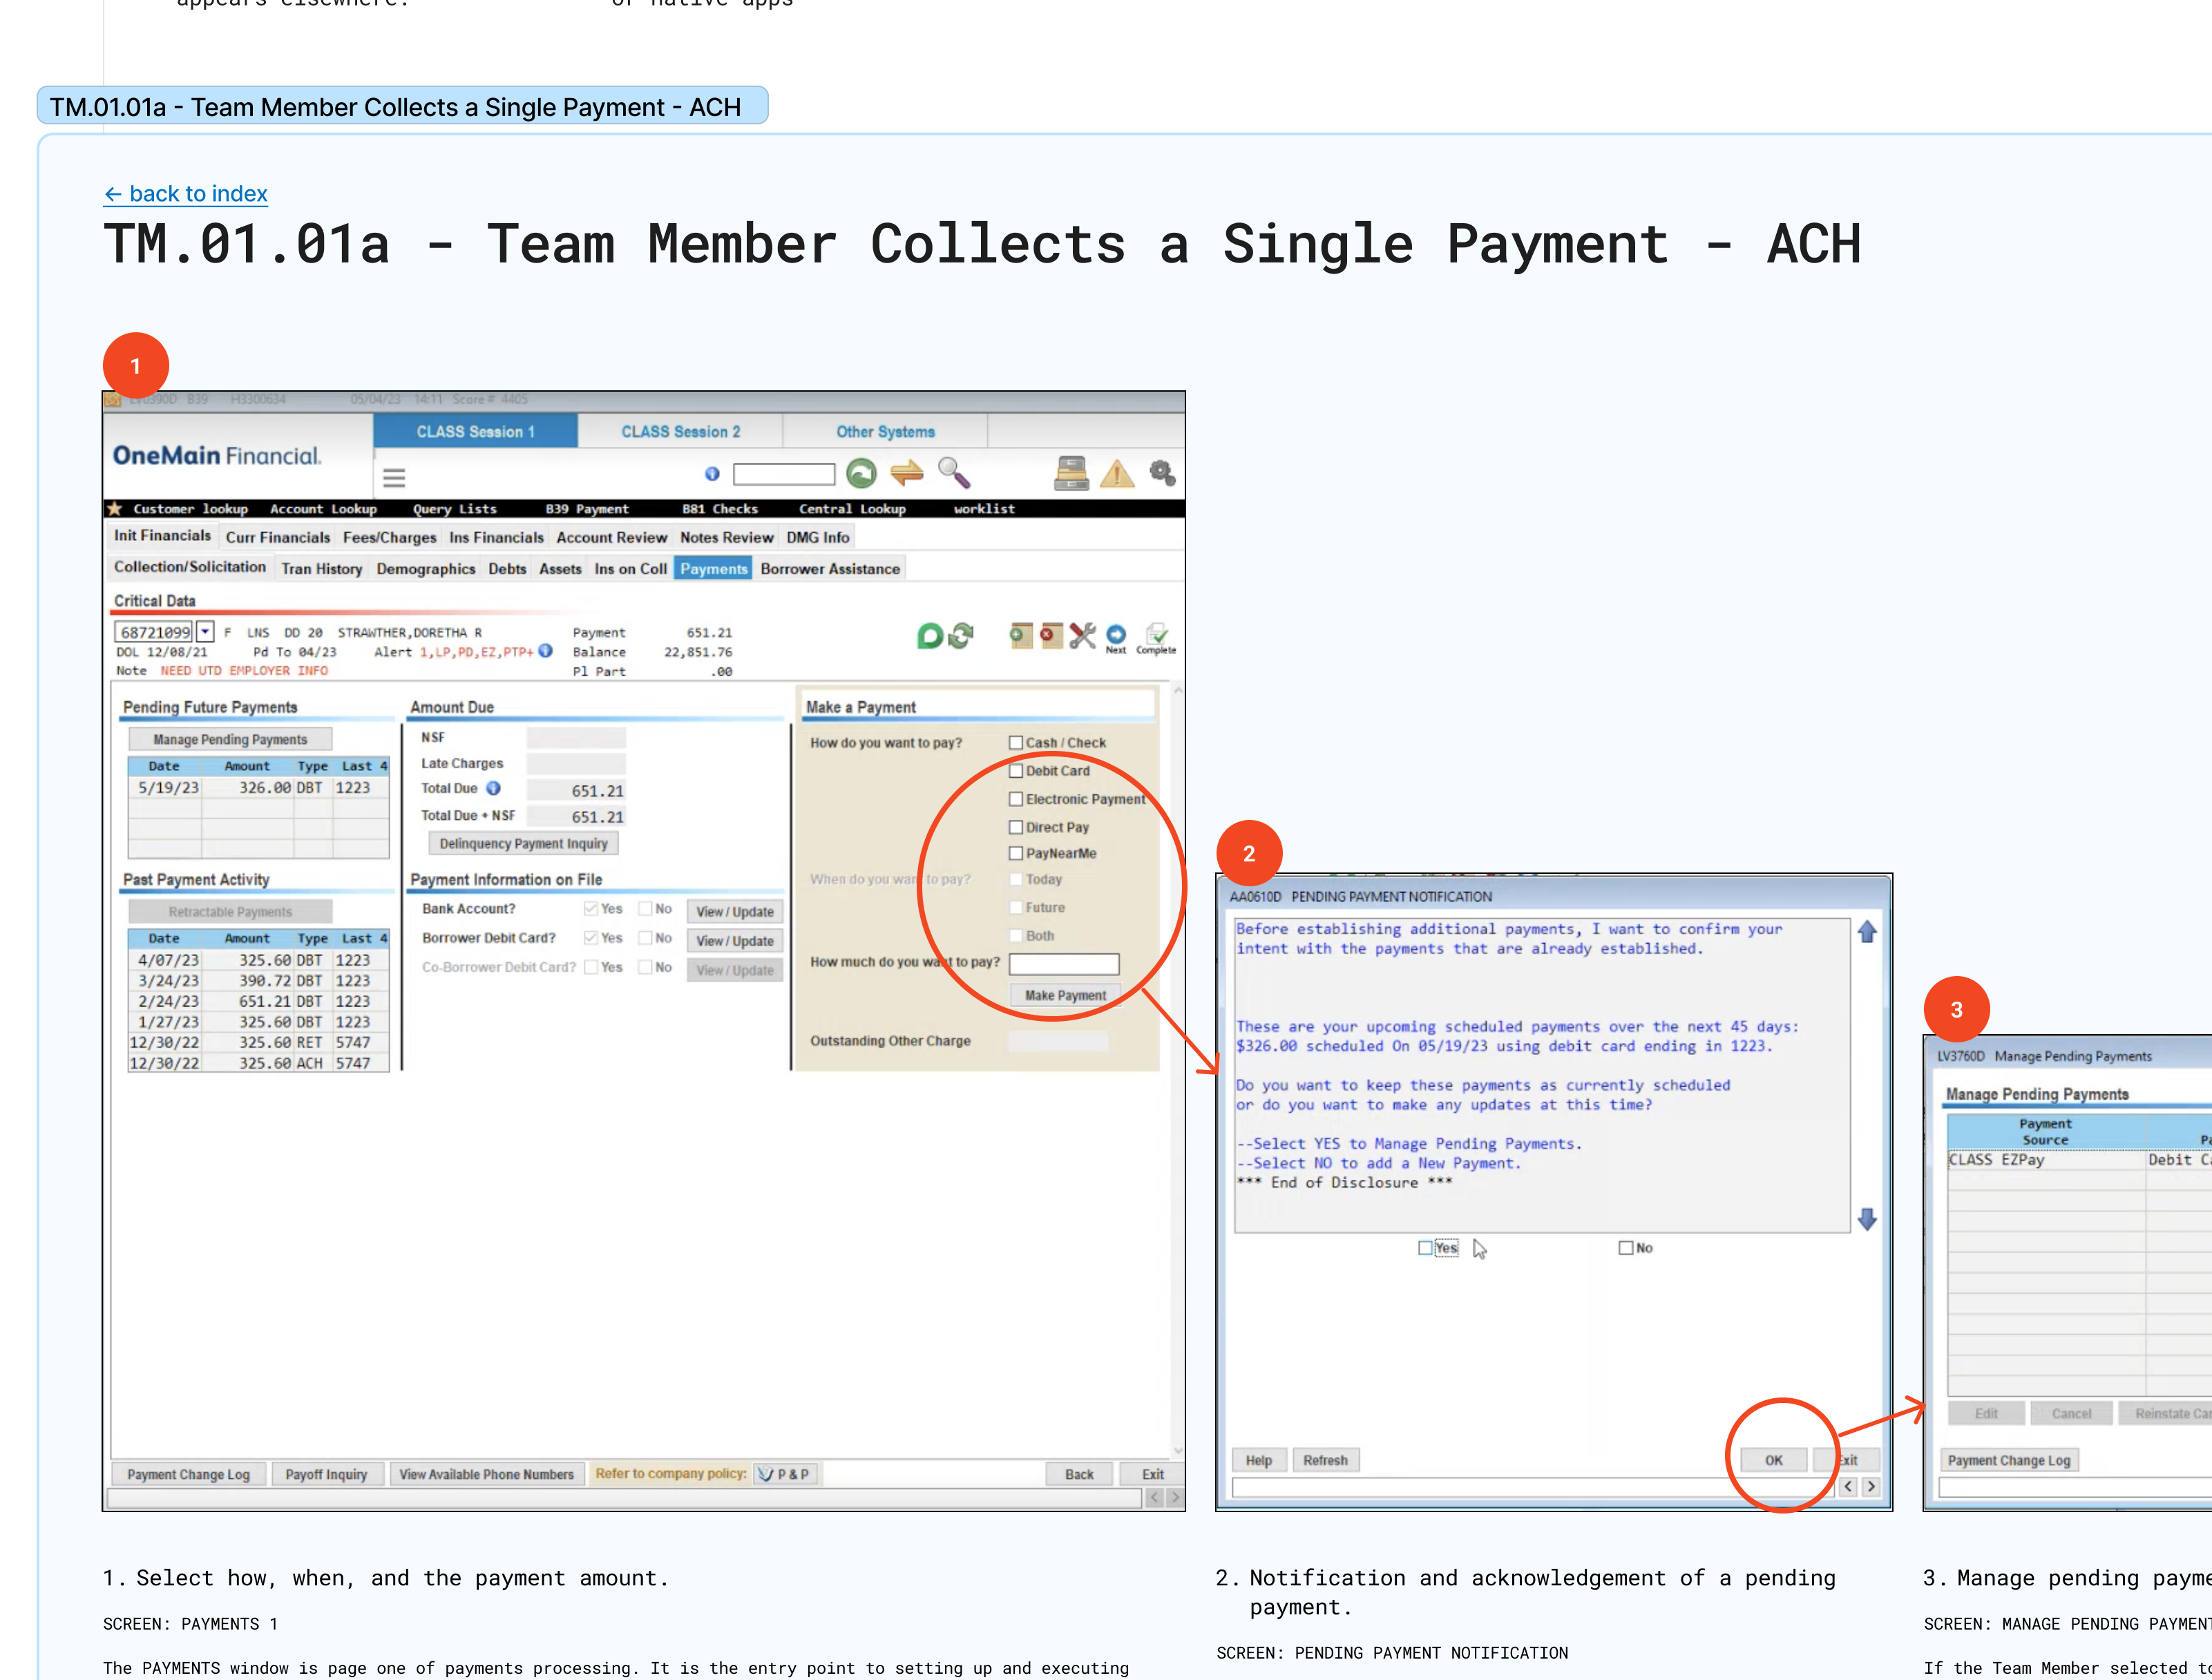 appears elsewhere.
of native apps
TM.01.01a - Team Member Collects a Single Payment - ACH
← back to index
TM.01.01a - Team Member Collects a Single Payment - ACH
1
LV0390D B39 H3300634 05/04/23 14:11 Score # 4405
CLASS Session 1 CLASS Session 2 Other Systems
OneMain Financial.
Customer lookup Account Lookup Query Lists B39 Payment B81 Checks Central Lookup worklist
Init Financials Curr Financials Fees/Charges Ins Financials Account Review Notes Review DMG Info
Collection/Solicitation Tran History Demographics Debts Assets Ins on Coll Payments Borrower Assistance
Critical Data
68721099 F LNS DD 20 STRAWTHER,DORETHA R Payment 651.21
DOL 12/08/21 Pd To 04/23 Alert 1,LP,PD,EZ,PTP+ Balance 22,851.76
Note NEED UTD EMPLOYER INFO Pl Part .00
Next Complete
Pending Future Payments
Manage Pending Payments
Date Amount Type Last 4
5/19/23 326.00 DBT 1223
Past Payment Activity
Retractable Payments
Date Amount Type Last 4
4/07/23 325.60 DBT 1223
3/24/23 390.72 DBT 1223
2/24/23 651.21 DBT 1223
1/27/23 325.60 DBT 1223
12/30/22 325.60 RET 5747
12/30/22 325.60 ACH 5747
Amount Due
NSF
Late Charges
Total Due 651.21
Total Due + NSF 651.21
Delinquency Payment Inquiry
Payment Information on File
Bank Account? Yes No View / Update
Borrower Debit Card? Yes No View / Update
Co-Borrower Debit Card? Yes No View / Update
Make a Payment
How do you want to pay? Cash / Check
Debit Card
Electronic Payment
Direct Pay
PayNearMe
When do you want to pay? Today
Future
Both
How much do you want to pay?
Make Payment
Outstanding Other Charge
Payment Change Log Payoff Inquiry View Available Phone Numbers Refer to company policy: P & P Back Exit
2
AA0610D PENDING PAYMENT NOTIFICATION
Before establishing additional payments, I want to confirm your
intent with the payments that are already established.
These are your upcoming scheduled payments over the next 45 days:
$326.00 scheduled On 05/19/23 using debit card ending in 1223.
Do you want to keep these payments as currently scheduled
or do you want to make any updates at this time?
--Select YES to Manage Pending Payments.
--Select NO to add a New Payment.
*** End of Disclosure ***
Yes No
Help Refresh OK Exit
3
LV3760D Manage Pending Payments
Manage Pending Payments
Payment
Source
CLASS EZPay Debit
Edit Cancel Reinstate
Payment Change Log
1. Select how, when, and the payment amount.
SCREEN: PAYMENTS 1
The PAYMENTS window is page one of payments processing. It is the entry point to setting up and executing
2. Notification and acknowledgement of a pending
payment.
SCREEN: PENDING PAYMENT NOTIFICATION
3. Manage pending
SCREEN: MANAGE PENDING
If the Team Member selected